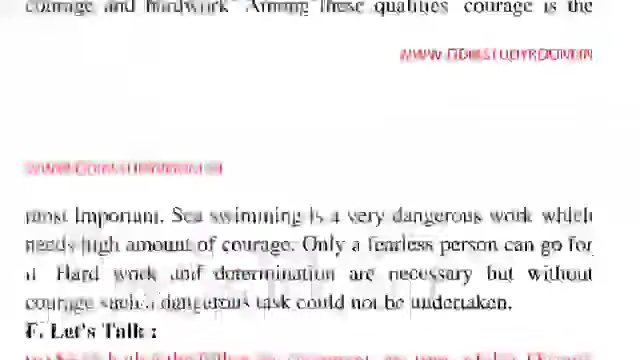 courage and hardwork Among these qualities courage is the
most Important. Sea swimming is a very dangerous work which
needs high amount of courage. Only a fearless person can go for
it Hard work and determination are necessary but without
courage such a dangerous task could not be undertaken.
F. Let's Talk :